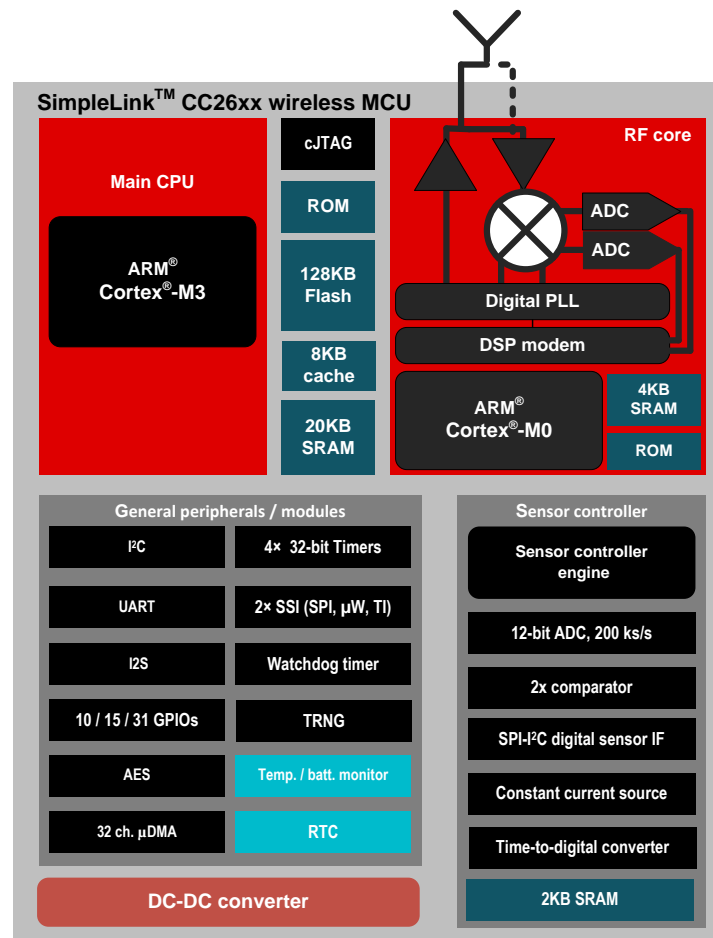 SimpleLink™ CC26xx wireless MCU
Main CPU
ARM®
Cortex®-M3
cJTAG
ROM
128KB
Flash
8KB
cache
20KB
SRAM
RF core
ADC
ADC
Digital PLL
DSP modem
ARM®
Cortex®-M0
4KB
SRAM
ROM
General peripherals / modules
I²C
4× 32-bit Timers
UART
2× SSI (SPI, µW, TI)
I2S
Watchdog timer
10 / 15 / 31 GPIOs
TRNG
AES
Temp. / batt. monitor
32 ch. µDMA
RTC
DC-DC converter
Sensor controller
Sensor controller
engine
12-bit ADC, 200 ks/s
2x comparator
SPI-I²C digital sensor IF
Constant current source
Time-to-digital converter
2KB SRAM